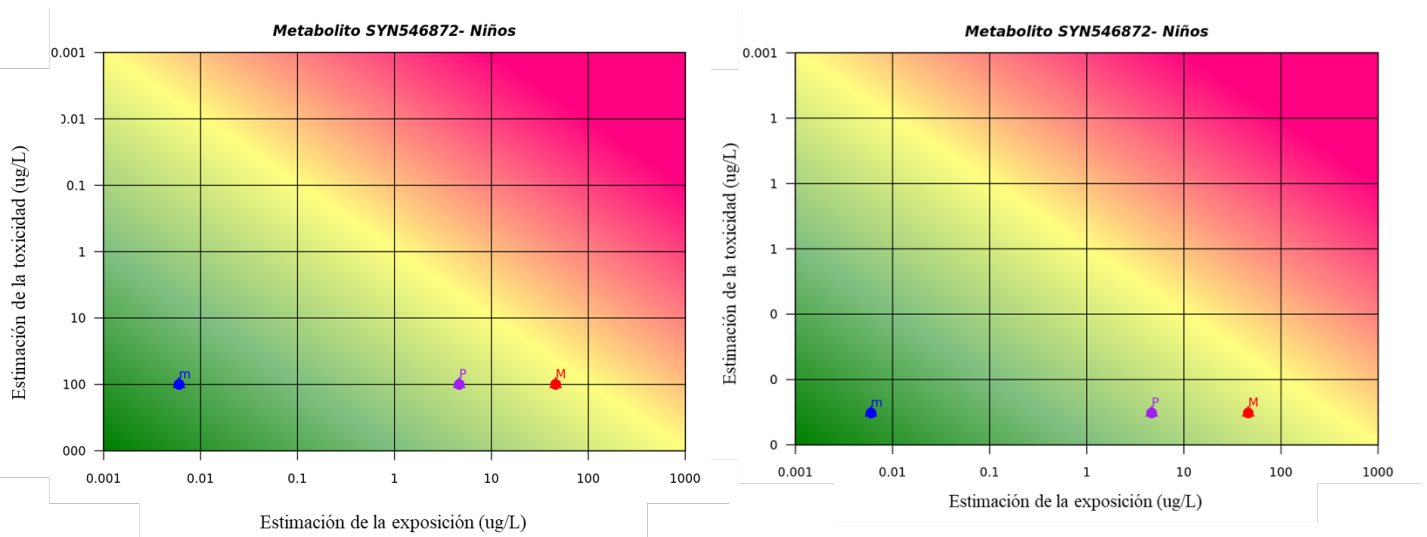 Metabolito SYN546872- Niños
0.001
0.01
0.1
1
10
100
000
m
P
M
0.001 0.01 0.1 1 10 100 1000
Estimación de la toxicidad (ug/L)
Estimación de la exposición (ug/L)
Metabolito SYN546872- Niños
0.001
1
1
1
0
0
0
m
P
M
0.001 0.01 0.1 1 10 100 1000
Estimación de la toxicidad (ug/L)
Estimación de la exposición (ug/L)